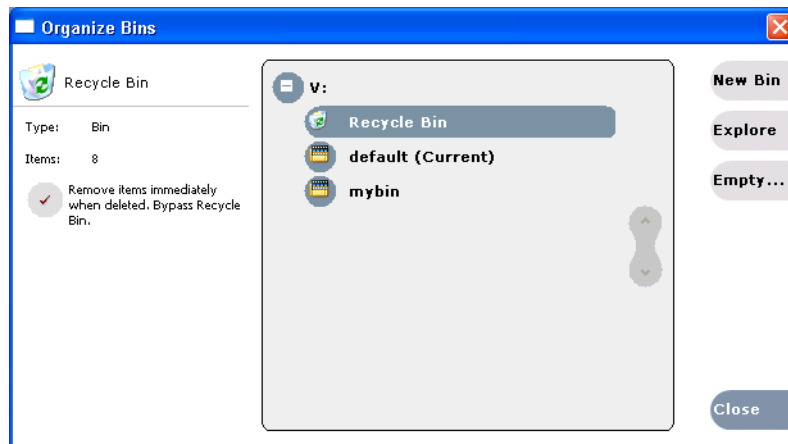 Organize Bins
Recycle Bin
Type: Bin
Items: 8
Remove items immediately
when deleted. Bypass Recycle
Bin.
V:
Recycle Bin
default (Current)
mybin
New Bin
Explore
Empty...
Close